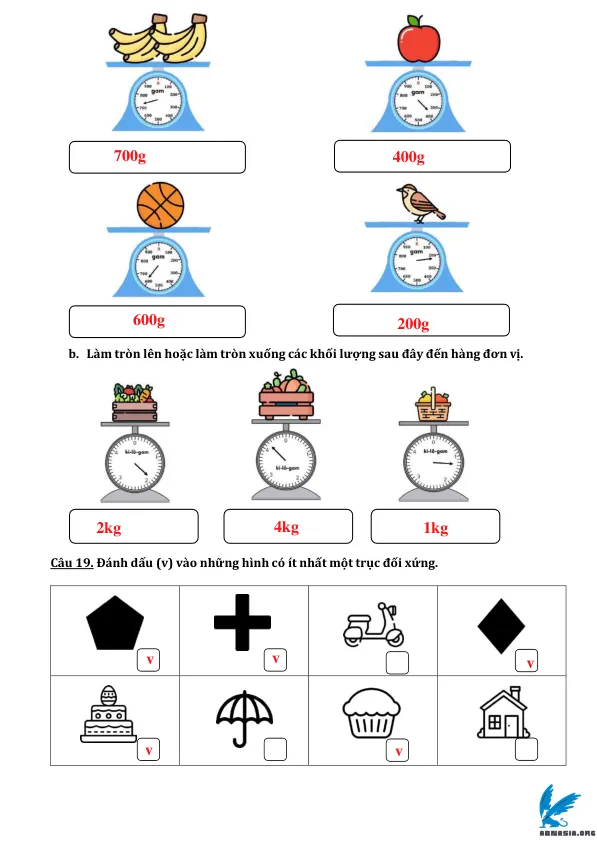 gam
gam
700g
400g
gam
gam
600g
200g
b. Làm tròn lên hoặc làm tròn xuống các khối lượng sau đây đến hàng đơn vị.
ki-lô-gam
ki-lô-gam
ki-lô-gam
2kg
4kg
1kg
Câu 19. Đánh dấu (v) vào những hình có ít nhất một trục đối xứng.
v
v
v
v
v
ABNASIA.ORG